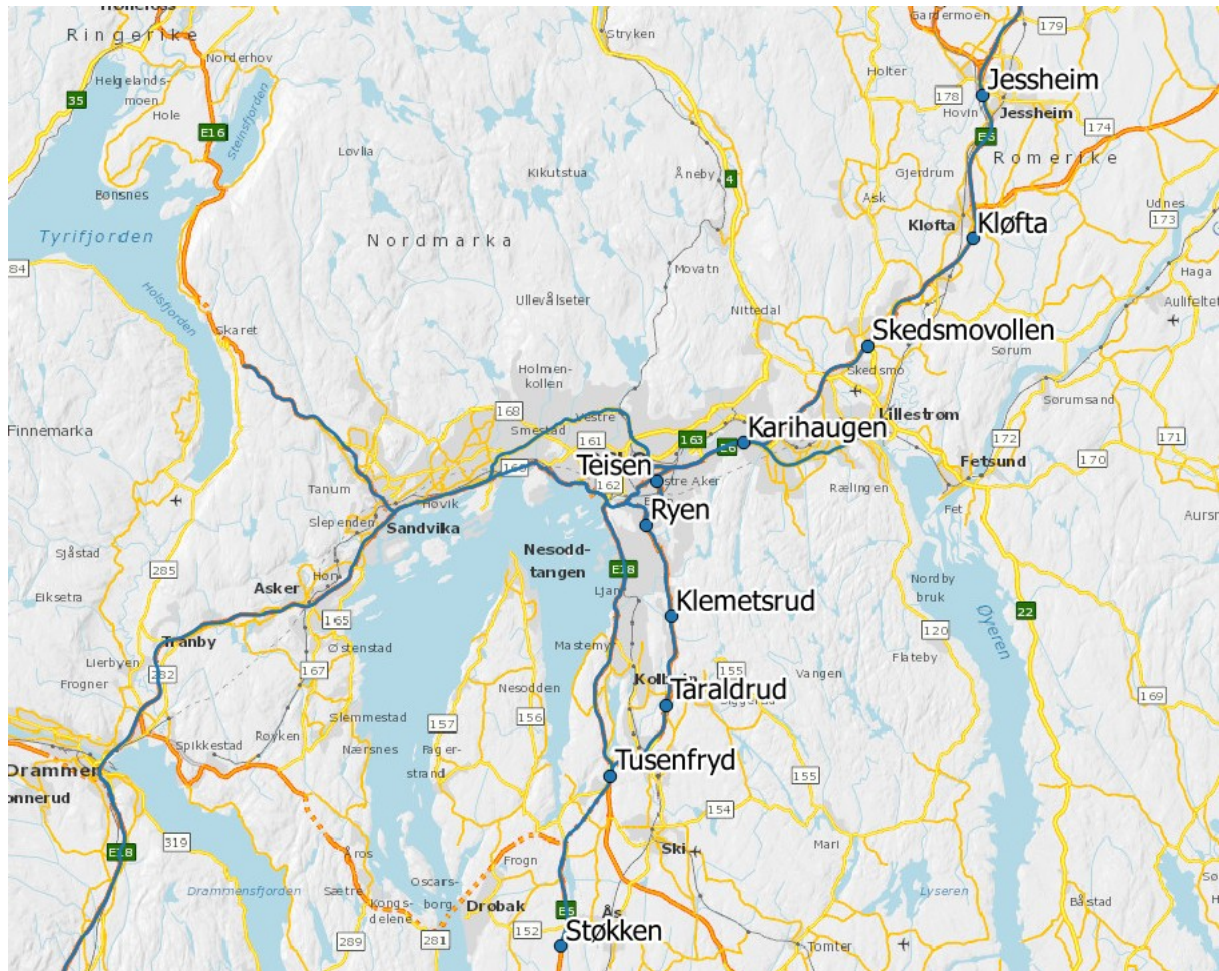 Hønefoss
Ringerike
Norderhov
Stryken
Gardermoen
179
Helgelands-
moen
35
Hole
E16
Steinsfjorden
Løvlia
Kikutstua
Åneby
4
Holter
178
Hovin
Jessheim
Jessheim
174
E6
Romerike
Gjerdrum
Ask
Bønsnes
Tyrifjorden
Nordmarka
Kløfta
Kløfta
Udnes
173
Haga
Aulifeltet
84
Holsfjorden
Movatn
Ullevålseter
Nittedal
Skaret
Skedsmovollen
Sørum
Holmen-
kollen
Skedsmo
Sørumsand
168
Vestre
Smestad
161
163
E6
Karihaugen
Lillestrøm
Finnemarka
172
171
Fetsund
170
Teisen
162
Tanum
Høvik
Rælingen
Slependen
Sandvika
Ryen
Fet
Sjåstad
285
Nesodd-
tangen
E18
Ljan
Nordby
bruk
Eiksetra
Asker
Hon
165
Klemetsrud
120
Øyeren
22
Tranby
Østenstad
Mastemyr
Flateby
Lierbyen
282
167
155
Vangen
Frogner
Nesodden
Taraldrud
169
Slemmestad
157
156
Spikkestad
Røyken
Nærsnes
Fager-
strand
Tusenfryd
155
Drammen
154
319
Åros
Ski
Mari
Frogn
E18
Drammensfjorden
Sætre
Oscars-
borg
Kongs-
delene
Drøbak
Ås
E6
Lyseren
Båstad
289
281
152
Støkken
Tomter